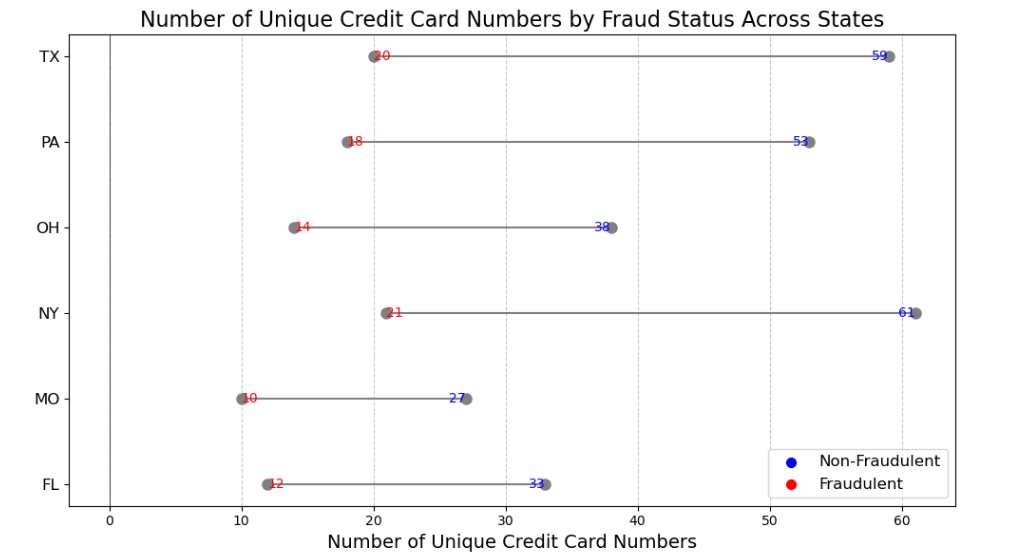 Number of Unique Credit Card Numbers by Fraud Status Across States
TX 20 59
PA 18 53
OH 14 38
NY 21 61
MO 10 27
FL 12 33
Non-Fraudulent
Fraudulent
0 10 20 30 40 50 60
Number of Unique Credit Card Numbers